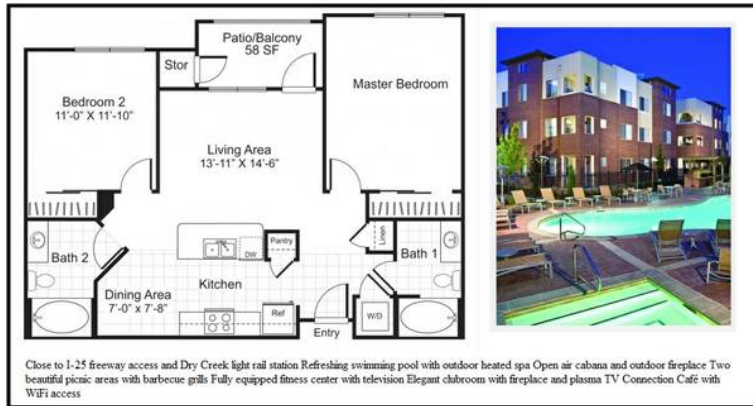 Patio/Balcony
58 SF
Stor
Master Bedroom
Bedroom 2
11'-0" X 11'-10"
Living Area
13'-11" X 14'-6"
Linen
Pantry
Bath 2
DW
Bath 1
Kitchen
Dining Area
7'-0" x 7'-8"
Ref
W/D
Entry
Close to I-25 freeway access and Dry Creek light rail station Refreshing swimming pool with outdoor heated spa Open air cabana and outdoor fireplace Two
beautiful picnic areas with barbecue grills Fully equipped fitness center with television Elegant clubroom with fireplace and plasma TV Connection Café with
WiFi access